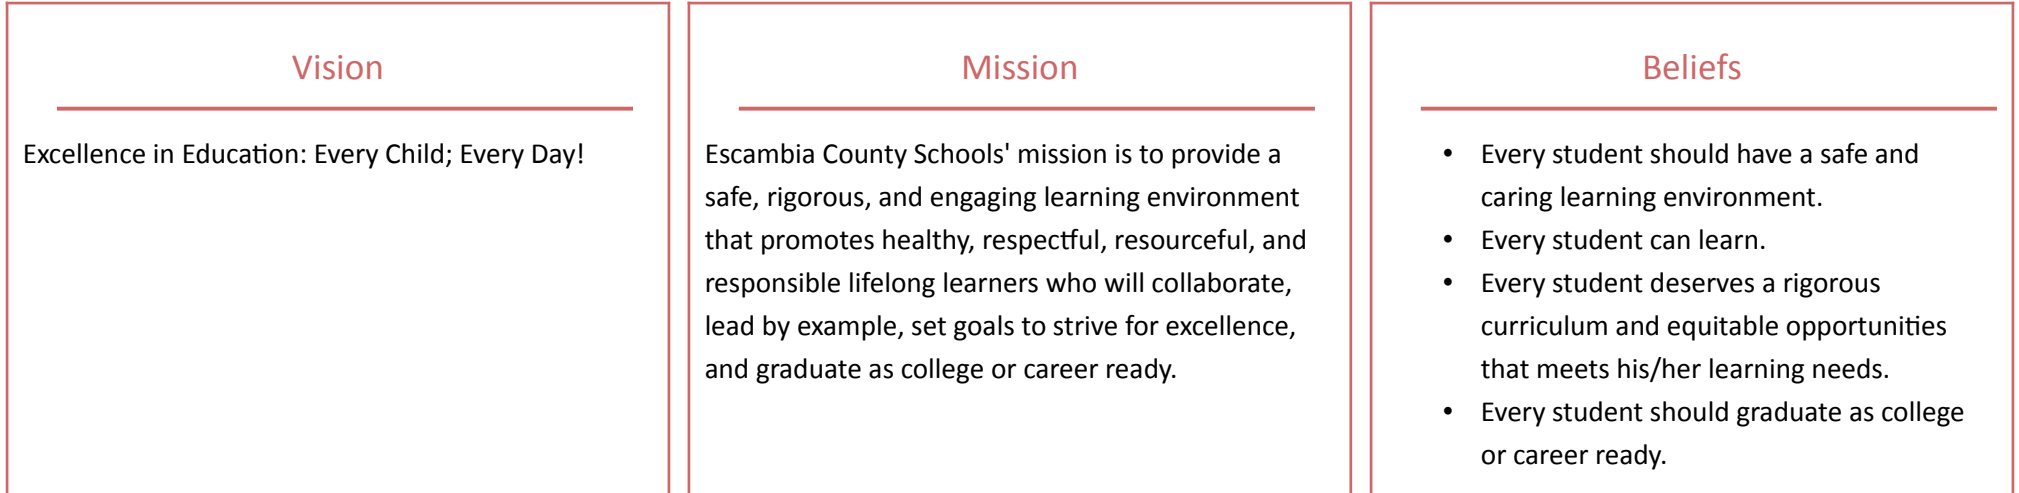 Vision
Excellence in Education: Every Child; Every Day!
Mission
Escambia County Schools' mission is to provide a
safe, rigorous, and engaging learning environment
that promotes healthy, respectful, resourceful, and
responsible lifelong learners who will collaborate,
lead by example, set goals to strive for excellence,
and graduate as college or career ready.
Beliefs
• Every student should have a safe and
caring learning environment.
• Every student can learn.
• Every student deserves a rigorous
curriculum and equitable opportunities
that meets his/her learning needs.
• Every student should graduate as college
or career ready.